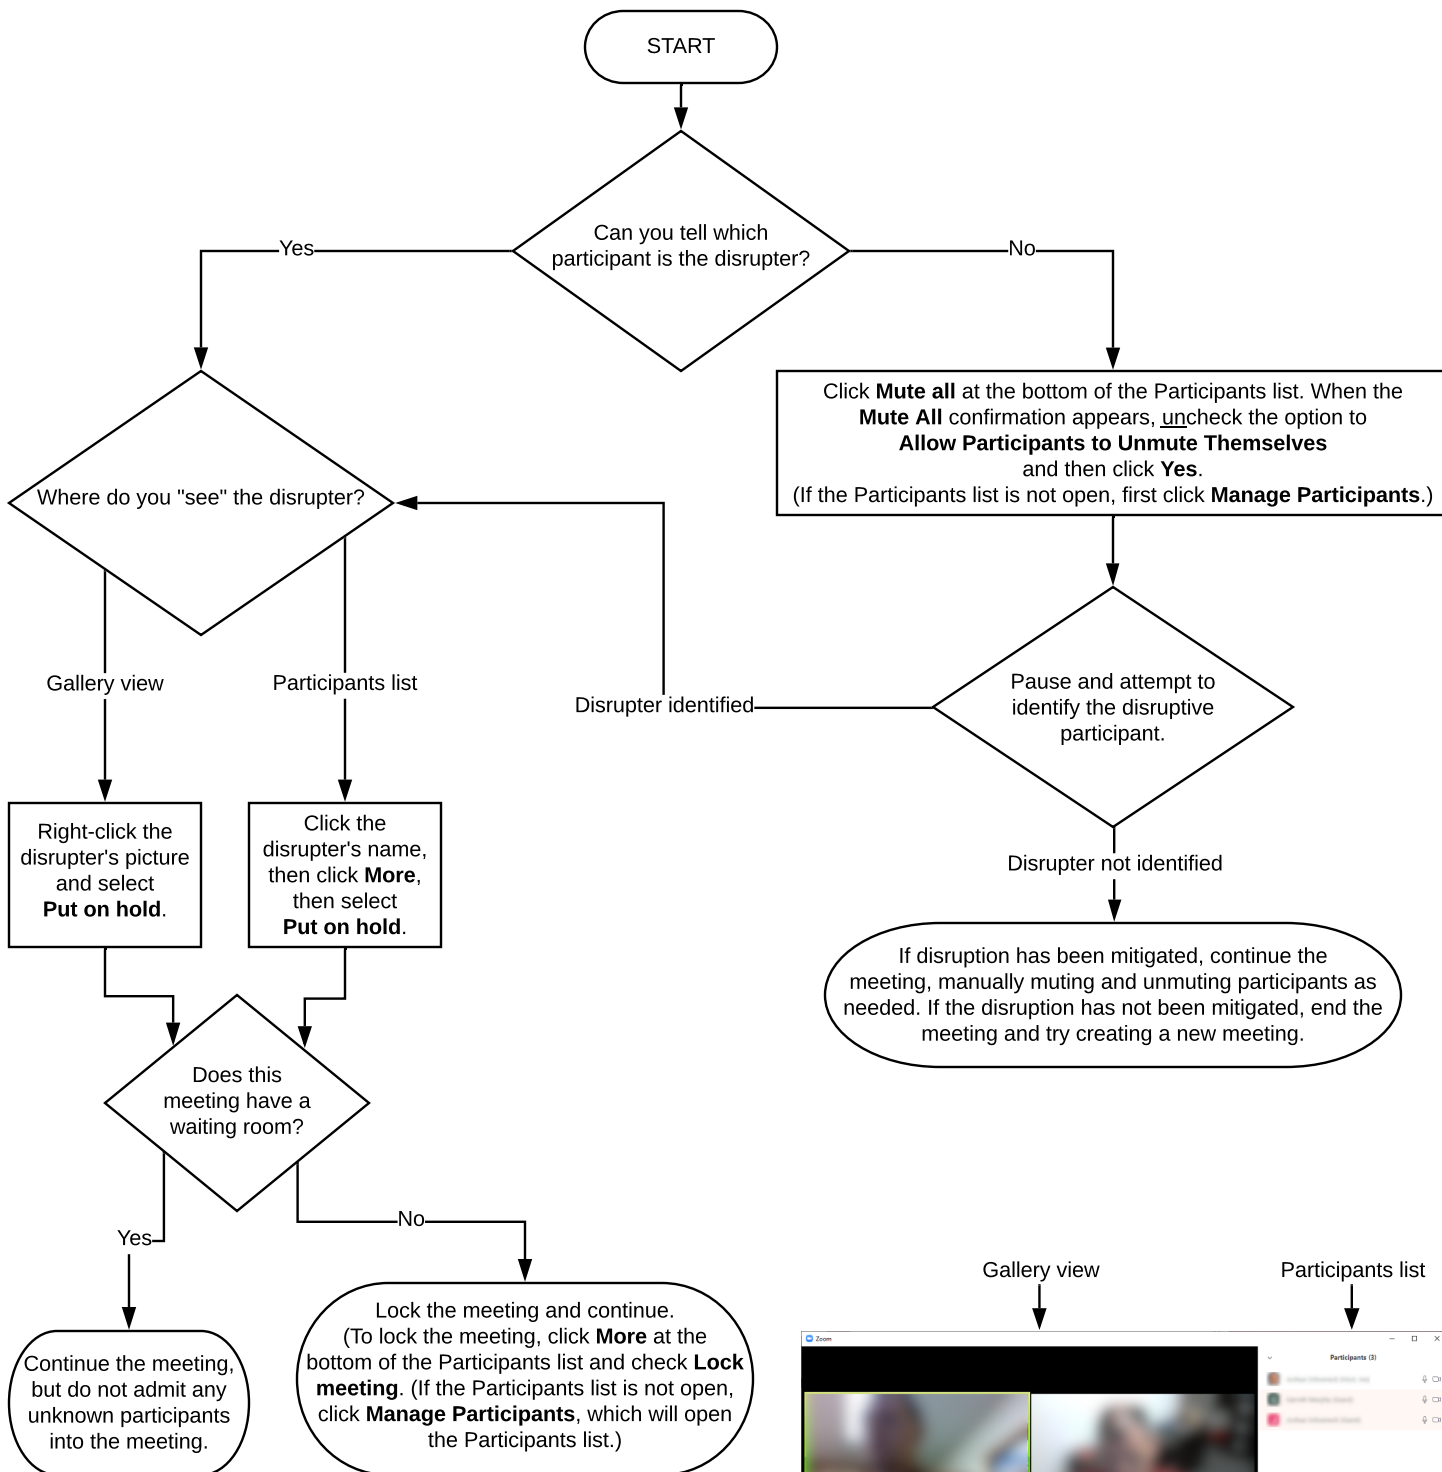 START
Can you tell which
participant is the disrupter?
Yes
No
Click Mute all at the bottom of the Participants list. When the
Mute All confirmation appears, uncheck the option to
Allow Participants to Unmute Themselves
and then click Yes.
(If the Participants list is not open, first click Manage Participants.)
Where do you "see" the disrupter?
Gallery view
Participants list
Disrupter identified
Pause and attempt to
identify the disruptive
participant.
Right-click the
disrupter's picture
and select
Put on hold.
Click the
disrupter's name,
then click More,
then select
Put on hold.
Disrupter not identified
If disruption has been mitigated, continue the
meeting, manually muting and unmuting participants as
needed. If the disruption has not been mitigated, end the
meeting and try creating a new meeting.
Does this
meeting have a
waiting room?
Yes
No
Continue the meeting,
but do not admit any
unknown participants
into the meeting.
Lock the meeting and continue.
(To lock the meeting, click More at the
bottom of the Participants list and check Lock
meeting. (If the Participants list is not open,
click Manage Participants, which will open
the Participants list.)
Gallery view
Participants list
Zoom
Participants (3)